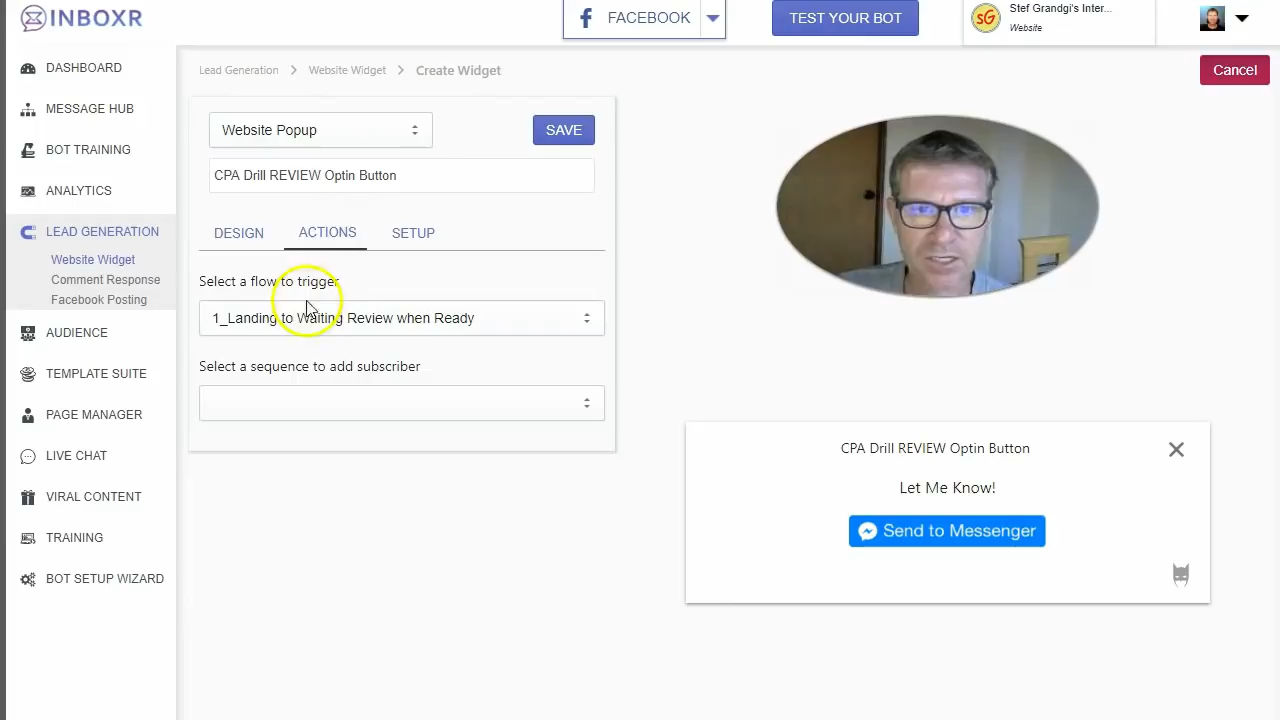 INBOXR
FACEBOOK
TEST YOUR BOT
SG
Stef Grandgi's Inter...
Website
DASHBOARD
MESSAGE HUB
BOT TRAINING
ANALYTICS
LEAD GENERATION
Website Widget
Comment Response
Facebook Posting
AUDIENCE
TEMPLATE SUITE
PAGE MANAGER
LIVE CHAT
VIRAL CONTENT
TRAINING
BOT SETUP WIZARD
Lead Generation > Website Widget > Create Widget
Cancel
Website Popup
SAVE
CPA Drill REVIEW Optin Button
DESIGN ACTIONS SETUP
Select a flow to trigger
1_Landing to Waiting Review when Ready
Select a sequence to add subscriber
CPA Drill REVIEW Optin Button
Let Me Know!
Send to Messenger